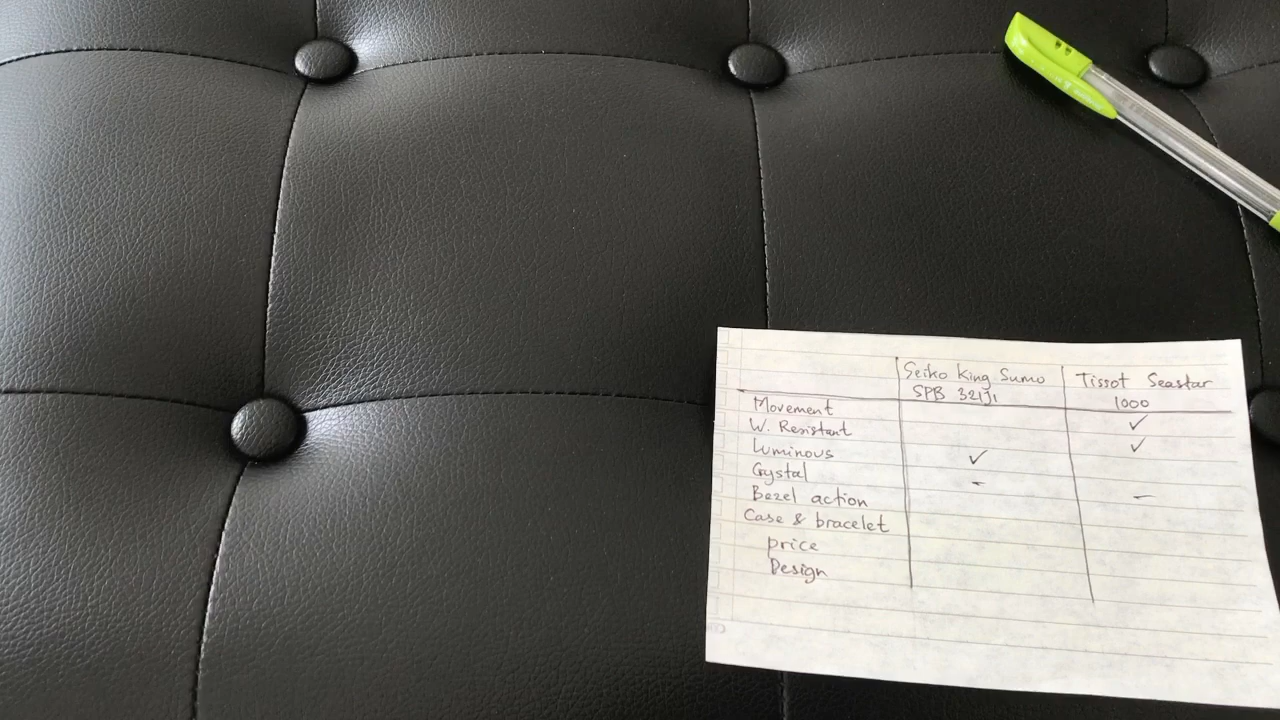 Seiko King Sumo Tissot Seastar
SPB 321J1 1000
Movement ✓
W. Resistant ✓
Luminous ✓
Crystal - –
Bezel action
Case & bracelet
price
Design